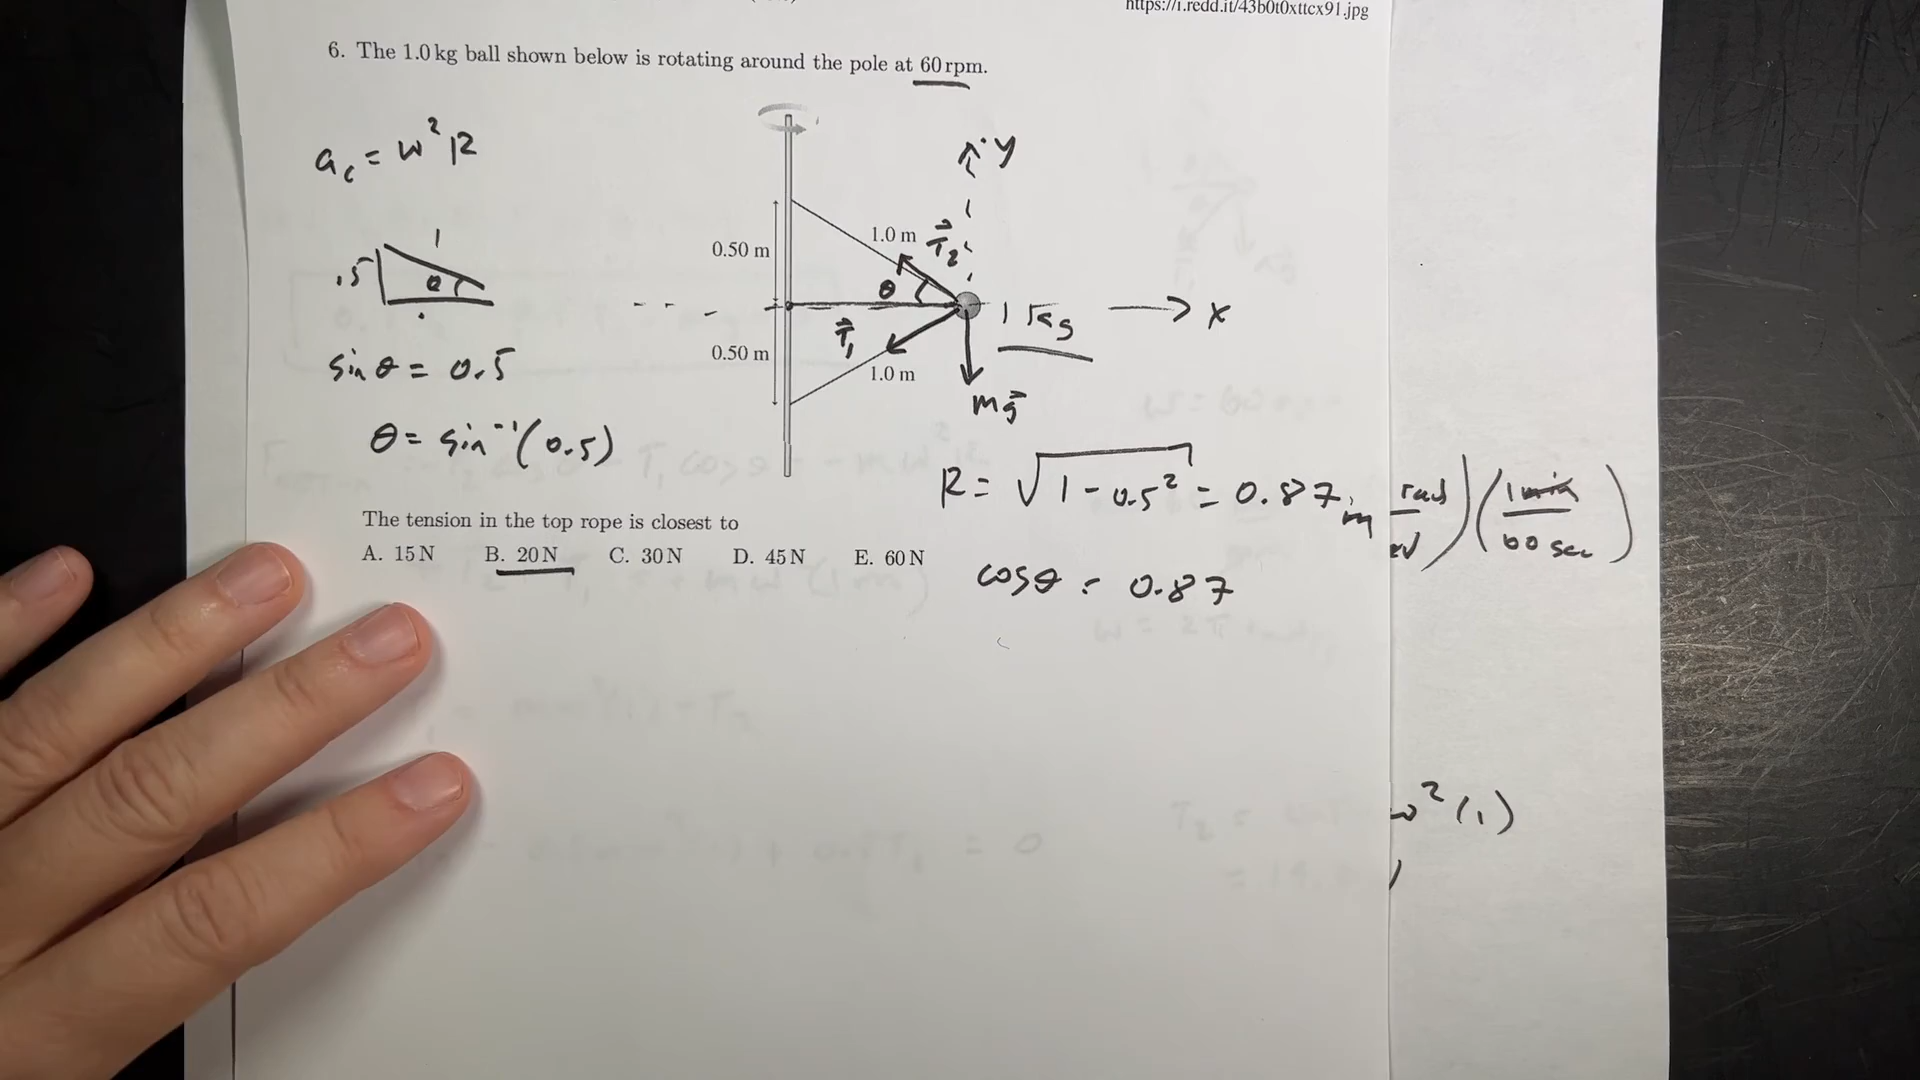 https://i.redd.it/43b0t0xttcx91.jpg
6. The 1.0 kg ball shown below is rotating around the pole at 60 rpm.
a_c = w² R
y
1.0 m
T⃗₂
0.50 m
θ
1
.5
θ
1 kg
x
T⃗₁
0.50 m
1.0 m
mg⃗
sin θ = 0.5
θ = sin⁻¹(0.5)
R = √(1 - 0.5²) = 0.87 m
rad) (1 min
60 sec)
The tension in the top rope is closest to
A. 15 N B. 20 N C. 30 N D. 45 N E. 60 N
cos θ = 0.87
ω² (1)